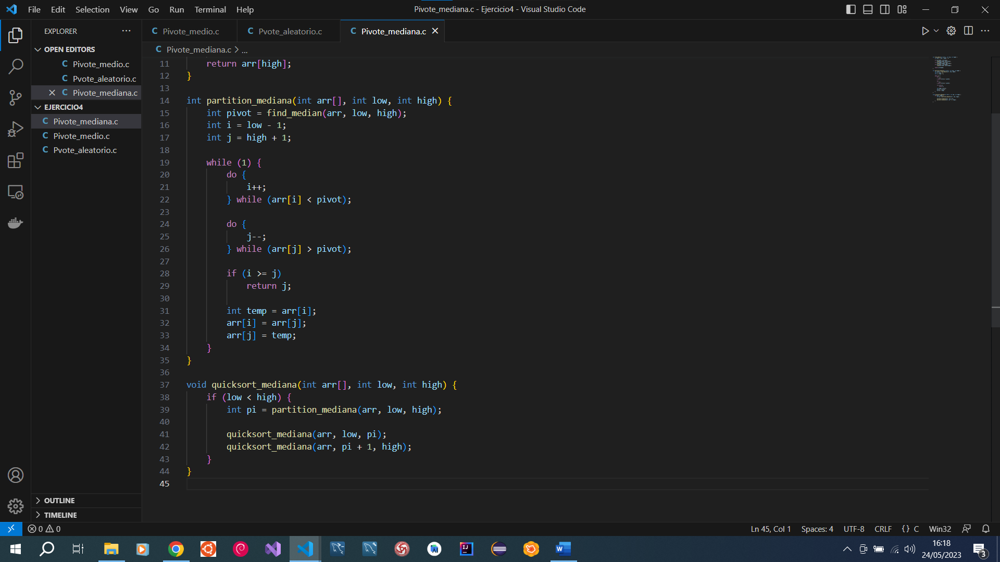 File Edit Selection View Go Run Terminal Help
Pivote_mediana.c - Ejercicio4 - Visual Studio Code
EXPLORER
OPEN EDITORS
C Pivote_medio.c
C Pvote_aleatorio.c
C Pivote_mediana.c
EJERCICIO4
C Pivote_mediana.c
C Pivote_medio.c
C Pvote_aleatorio.c
OUTLINE
TIMELINE
C Pivote_medio.c
C Pvote_aleatorio.c
C Pivote_mediana.c
C Pivote_mediana.c > ...
11 return arr[high];
12 }
13
14 int partition_mediana(int arr[], int low, int high) {
15 int pivot = find_median(arr, low, high);
16 int i = low - 1;
17 int j = high + 1;
18
19 while (1) {
20 do {
21 i++;
22 } while (arr[i] < pivot);
23
24 do {
25 j--;
26 } while (arr[j] > pivot);
27
28 if (i >= j)
29 return j;
30
31 int temp = arr[i];
32 arr[i] = arr[j];
33 arr[j] = temp;
34 }
35 }
36
37 void quicksort_mediana(int arr[], int low, int high) {
38 if (low < high) {
39 int pi = partition_mediana(arr, low, high);
40
41 quicksort_mediana(arr, low, pi);
42 quicksort_mediana(arr, pi + 1, high);
43 }
44 }
45
0 0
Ln 45, Col 1 Spaces: 4 UTF-8 CRLF {} C Win32
16:18
24/05/2023
3